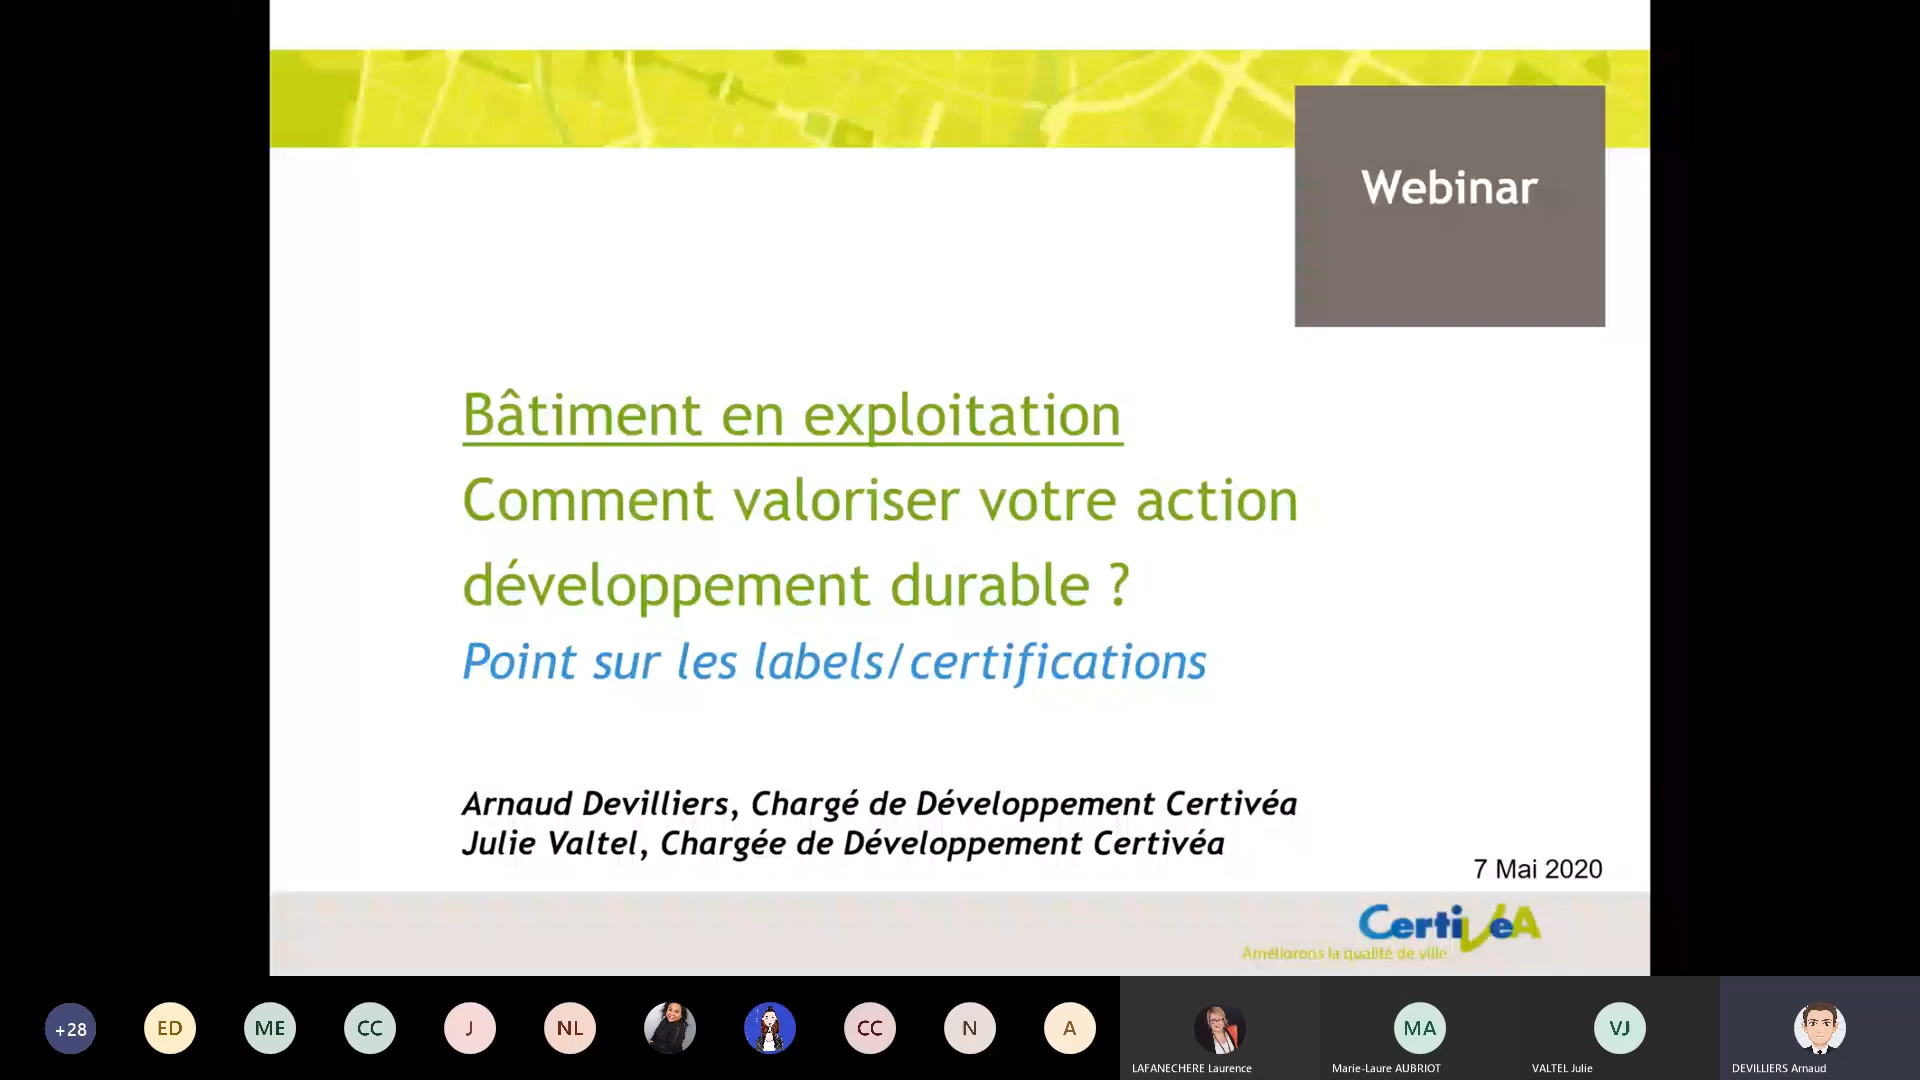 Webinar
Bâtiment en exploitation
Comment valoriser votre action
développement durable ?
Point sur les labels/certifications
Arnaud Devilliers, Chargé de Développement Certivéa
Julie Valtel, Chargée de Développement Certivéa
7 Mai 2020
CertivéA
Améliorons la qualité de ville
+28
ED
ME
CC
J
NL
CC
N
A
MA
VJ
LAFANECHERE Laurence
Marie-Laure AUBRIOT
VALTEL Julie
DEVILLIERS Arnaud